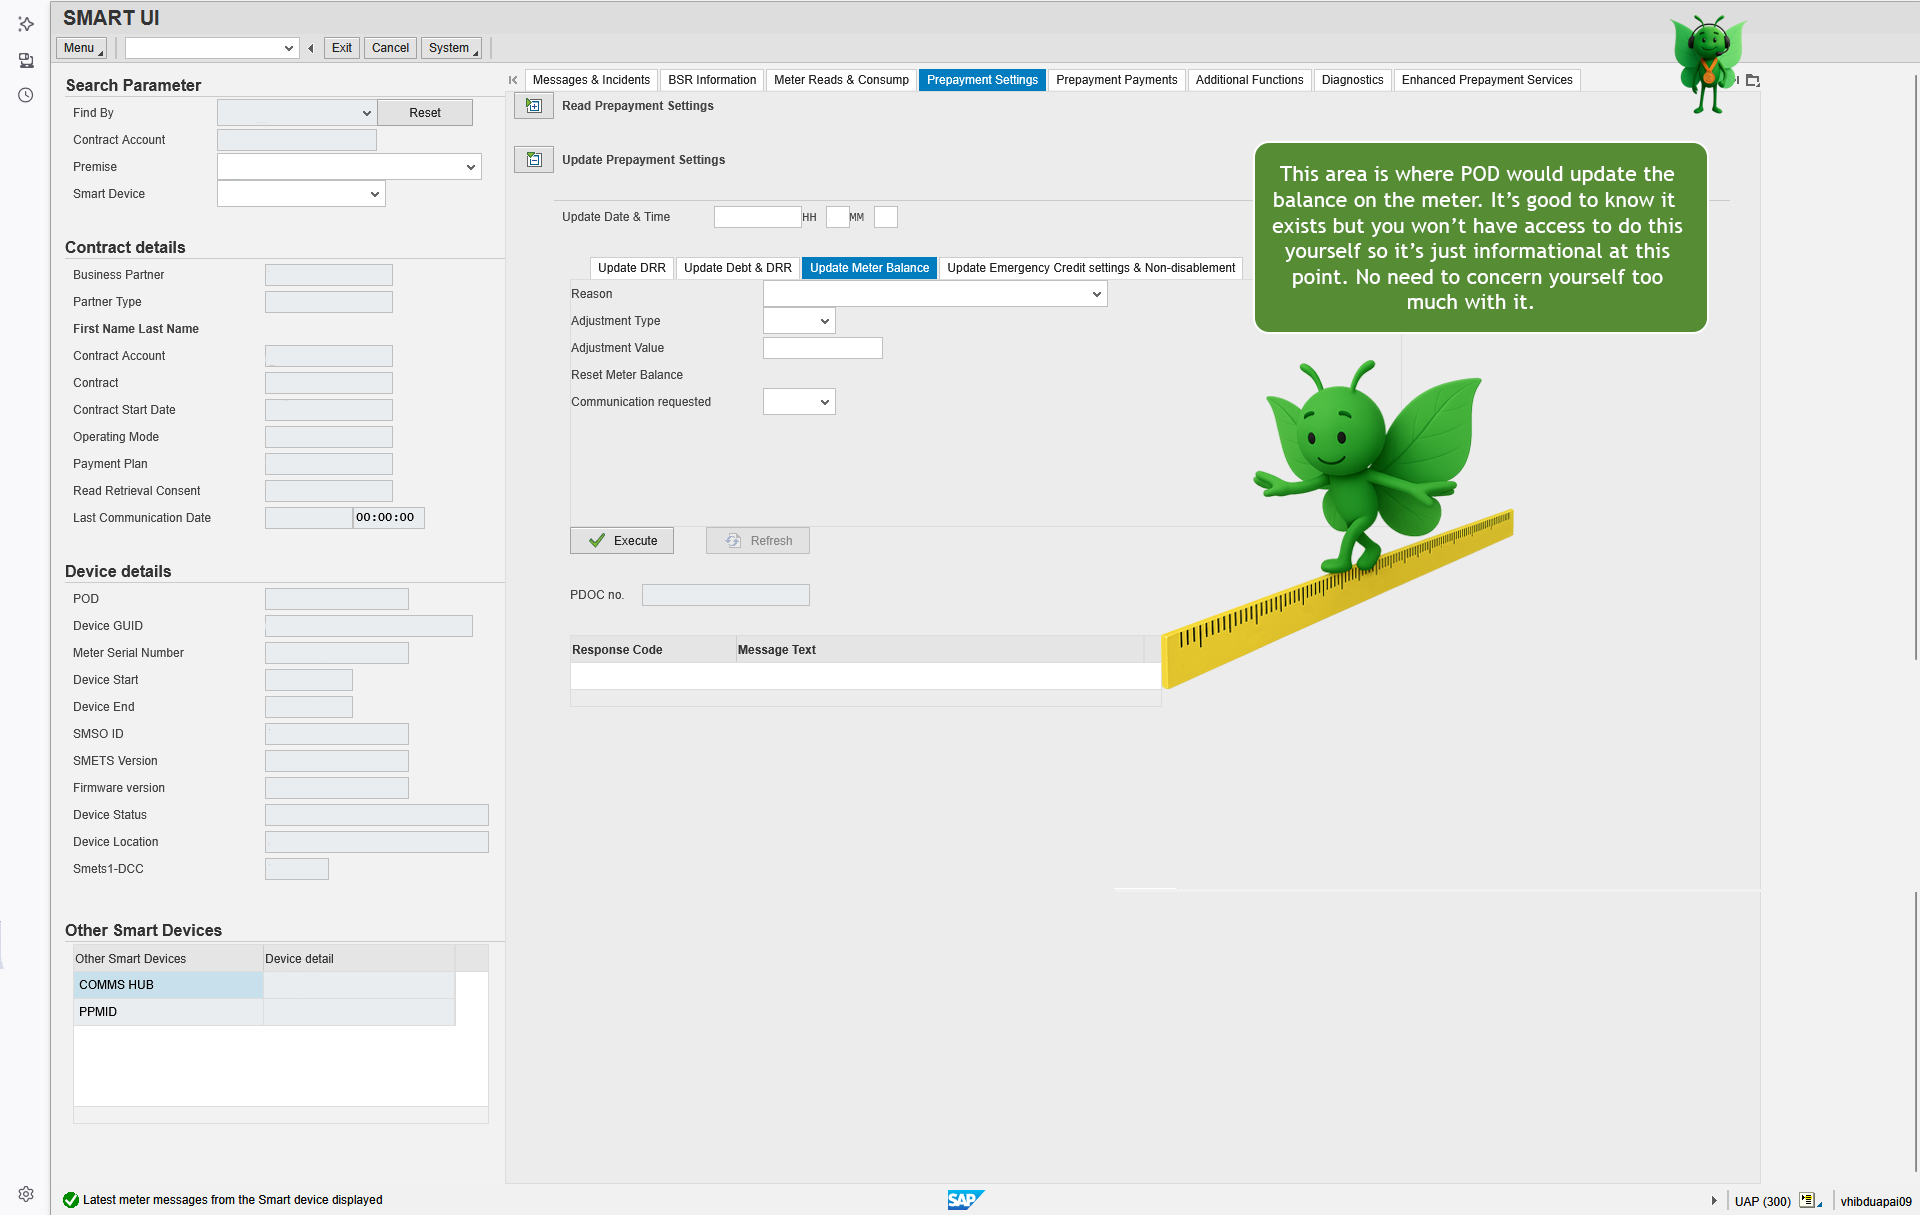 SMART UI
Menu
Exit
Cancel
System
Search Parameter
Find By
Reset
Contract Account
Premise
Smart Device
Contract details
Business Partner
Partner Type
First Name Last Name
Contract Account
Contract
Contract Start Date
Operating Mode
Payment Plan
Read Retrieval Consent
Last Communication Date 00:00:00
Device details
POD
Device GUID
Meter Serial Number
Device Start
Device End
SMSO ID
SMETS Version
Firmware version
Device Status
Device Location
Smets1-DCC
Other Smart Devices
Other Smart Devices Device detail
COMMS HUB
PPMID
Messages & Incidents BSR Information Meter Reads & Consump Prepayment Settings Prepayment Payments Additional Functions Diagnostics Enhanced Prepayment Services
Read Prepayment Settings
Update Prepayment Settings
Update Date & Time HH MM
Update DRR Update Debt & DRR Update Meter Balance Update Emergency Credit settings & Non-disablement
Reason
Adjustment Type
Adjustment Value
Reset Meter Balance
Communication requested
Execute
Refresh
PDOC no.
Response Code Message Text
This area is where POD would update the
balance on the meter. It's good to know it
exists but you won't have access to do this
yourself so it's just informational at this
point. No need to concern yourself too
much with it.
Latest meter messages from the Smart device displayed
SAP
UAP (300)
vhibduapai09